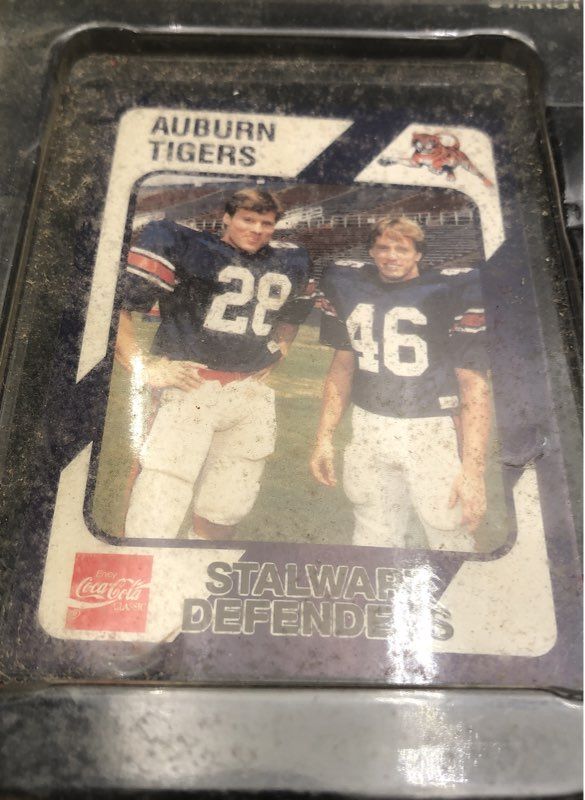 AUBURN
TIGERS
28
46
Enjoy
Coca-Cola
CLASSIC
®
STALWART
DEFENDERS